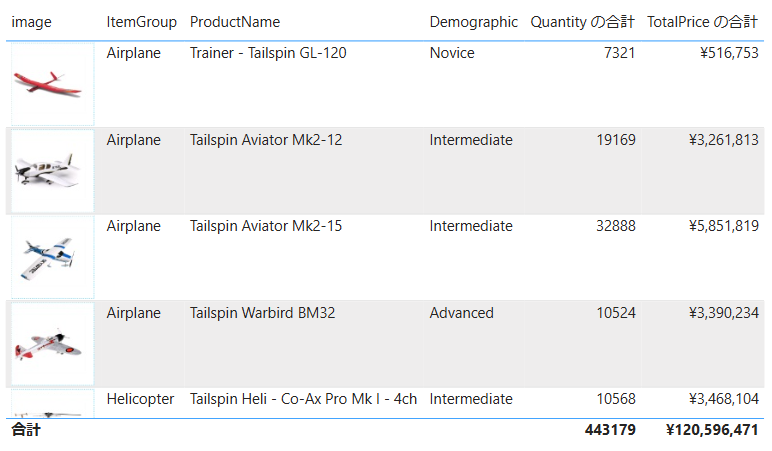 image ItemGroup ProductName Demographic Quantity の合計 TotalPrice の合計
Airplane Trainer - Tailspin GL-120 Novice 7321 ¥516,753
Airplane Tailspin Aviator Mk2-12 Intermediate 19169 ¥3,261,813
Airplane Tailspin Aviator Mk2-15 Intermediate 32888 ¥5,851,819
Airplane Tailspin Warbird BM32 Advanced 10524 ¥3,390,234
Helicopter Tailspin Heli - Co-Ax Pro Mk I - 4ch Intermediate 10568 ¥3,468,104
合計 443179 ¥120,596,471